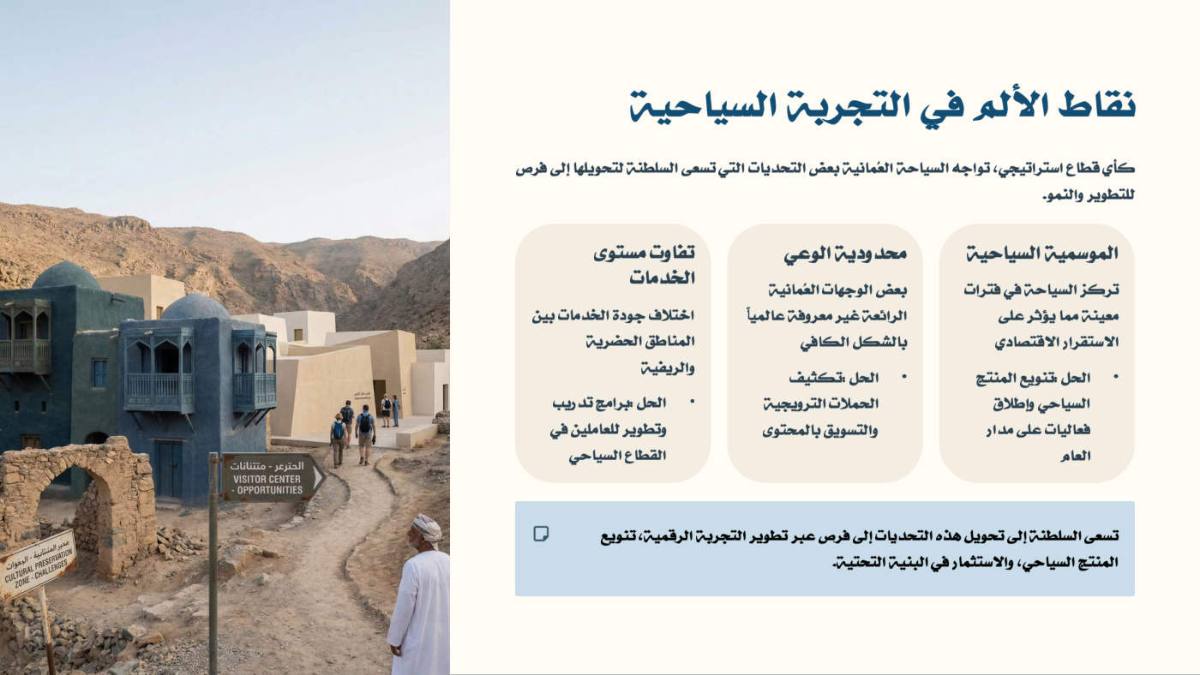 نقاط الألم في التجربة السياحية
كأي قطاع استراتيجي، تواجه السياحة العُمانية بعض التحديات التي تسعى السلطنة لتحويلها إلى فرص
للتطوير والنمو.
الموسمية السياحية
تركز السياحة في فترات
معينة مما يؤثر على
الاستقرار الاقتصادي
• الحل :تنويع المنتج
السياحي وإطلاق
فعاليات على مدار
العام
محدودية الوعي
بعض الوجهات العُمانية
الرائعة غير معروفة عالمياً
بالشكل الكافي
• الحل :تكثيف
الحملات الترويجية
والتسويق بالمحتوى
تفاوت مستوى
الخدمات
اختلاف جودة الخدمات بين
المناطق الحضرية
والريفية
• الحل :برامج تدريب
وتطوير للعاملين في
القطاع السياحي
تسعى السلطنة إلى تحويل هذه التحديات إلى فرص عبر تطوير التجربة الرقمية، تنويع
المنتج السياحي، والاستثمار في البنية التحتية.
الحترعر - متتنانات
VISITOR CENTER
- OPPORTUNITIES
CULTURAL PRESERVATION
ZONE - CHALLENGES